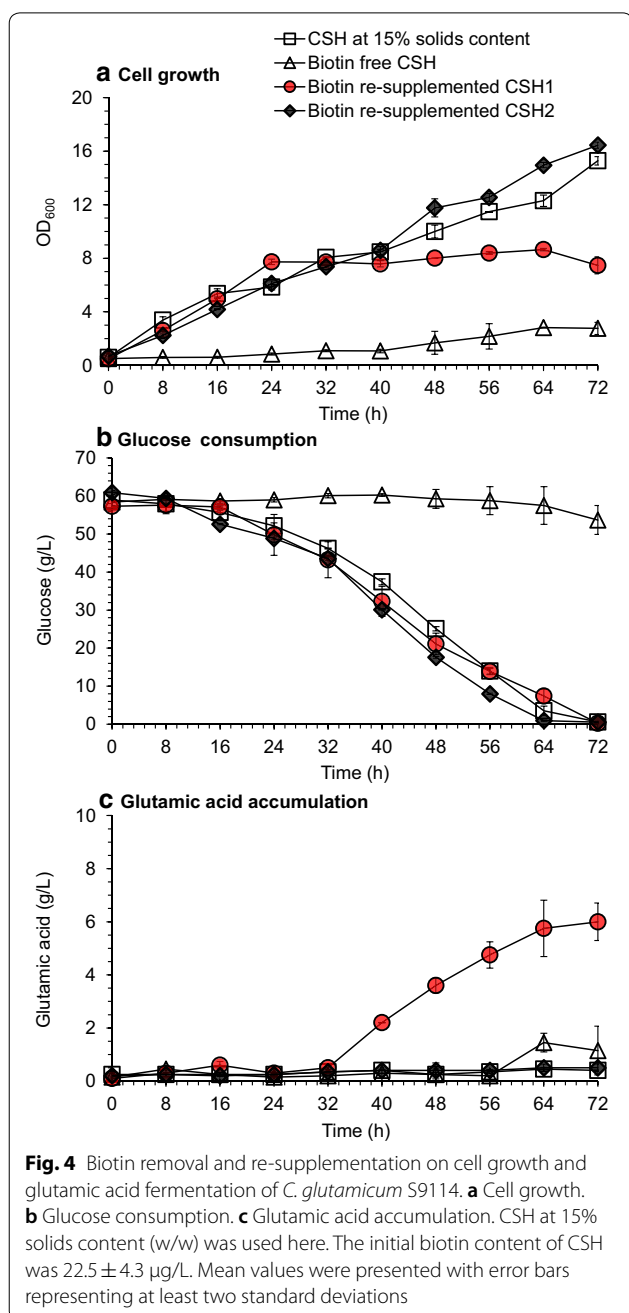 CSH at 15% solids content
Biotin free CSH
Biotin re-supplemented CSH1
Biotin re-supplemented CSH2
a Cell growth
20
16
12
8
4
0
OD600
0 8 16 24 32 40 48 56 64 72
Time (h)
b Glucose consumption
70
60
50
40
30
20
10
0
Glucose (g/L)
0 8 16 24 32 40 48 56 64 72
Time (h)
c Glutamic acid accumulation
10
8
6
4
2
0
Glutamic acid (g/L)
0 8 16 24 32 40 48 56 64 72
Time (h)
Fig. 4 Biotin removal and re-supplementation on cell growth and
glutamic acid fermentation of C. glutamicum S9114. a Cell growth.
b Glucose consumption. c Glutamic acid accumulation. CSH at 15%
solids content (w/w) was used here. The initial biotin content of CSH
was 22.5 ± 4.3 μg/L. Mean values were presented with error bars
representing at least two standard deviations